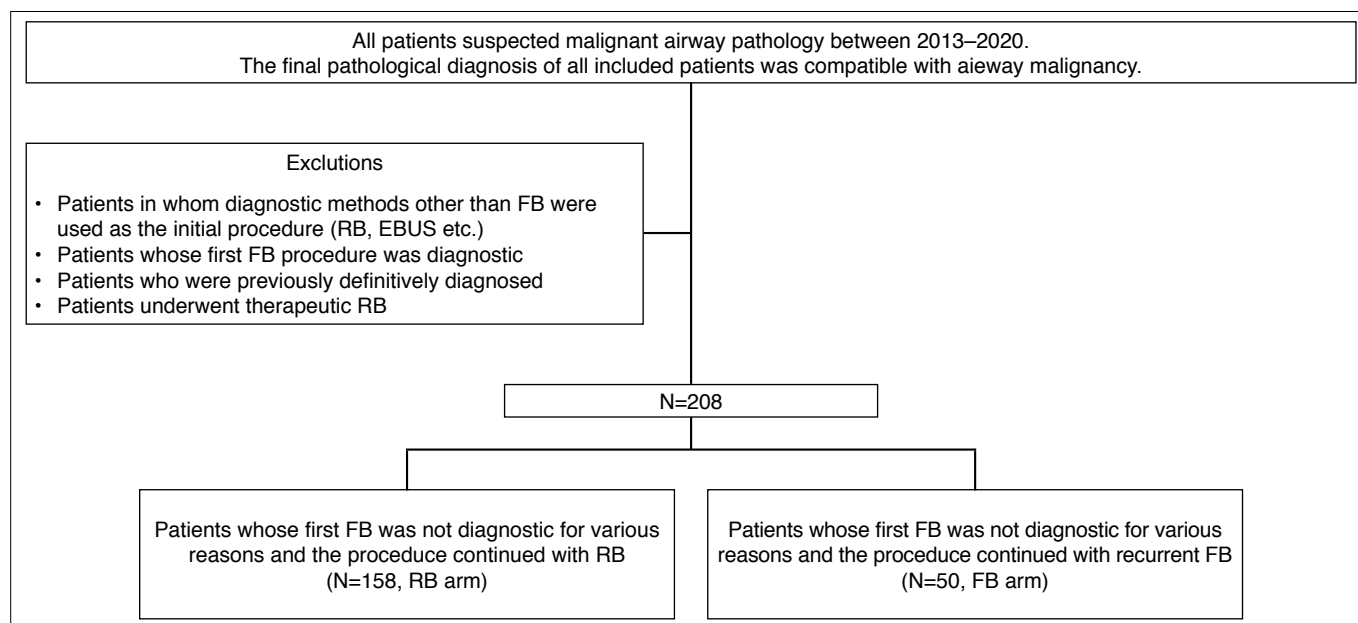 All patients suspected malignant airway pathology between 2013–2020.
The final pathological diagnosis of all included patients was compatible with aieway malignancy.
Exclutions
• Patients in whom diagnostic methods other than FB were
used as the initial procedure (RB, EBUS etc.)
• Patients whose first FB procedure was diagnostic
• Patients who were previously definitively diagnosed
• Patients underwent therapeutic RB
N=208
Patients whose first FB was not diagnostic for various
reasons and the proceduce continued with RB
(N=158, RB arm)
Patients whose first FB was not diagnostic for various
reasons and the proceduce continued with recurrent FB
(N=50, FB arm)